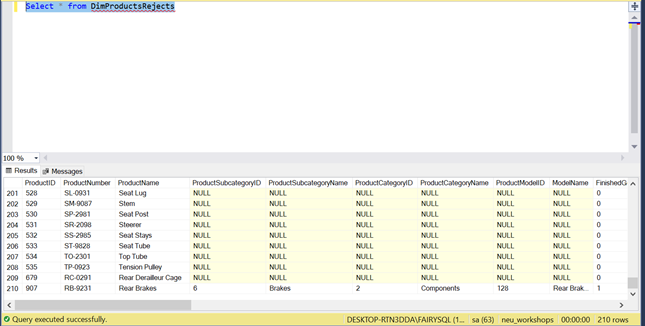 Select * from DimProductsRejects
100 %
Results Messages
ProductID ProductNumber ProductName ProductSubcategoryID ProductSubcategoryName ProductCategoryID ProductCategoryName ProductModelID ModelName FinishedG
201 528 SL-0931 Seat Lug NULL NULL NULL NULL NULL NULL 0
202 529 SM-9087 Stem NULL NULL NULL NULL NULL NULL 0
203 530 SP-2981 Seat Post NULL NULL NULL NULL NULL NULL 0
204 531 SR-2098 Steerer NULL NULL NULL NULL NULL NULL 0
205 532 SS-2985 Seat Stays NULL NULL NULL NULL NULL NULL 0
206 533 ST-9828 Seat Tube NULL NULL NULL NULL NULL NULL 0
207 534 TO-2301 Top Tube NULL NULL NULL NULL NULL NULL 0
208 535 TP-0923 Tension Pulley NULL NULL NULL NULL NULL NULL 0
209 679 RC-0291 Rear Derailleur Cage NULL NULL NULL NULL NULL NULL 0
210 907 RB-9231 Rear Brakes 6 Brakes 2 Components 128 Rear Brak... 1
Query executed successfully. DESKTOP-RTN3DDA\FAIRYSQL (1... sa (63) neu_workshops 00:00:00 210 rows